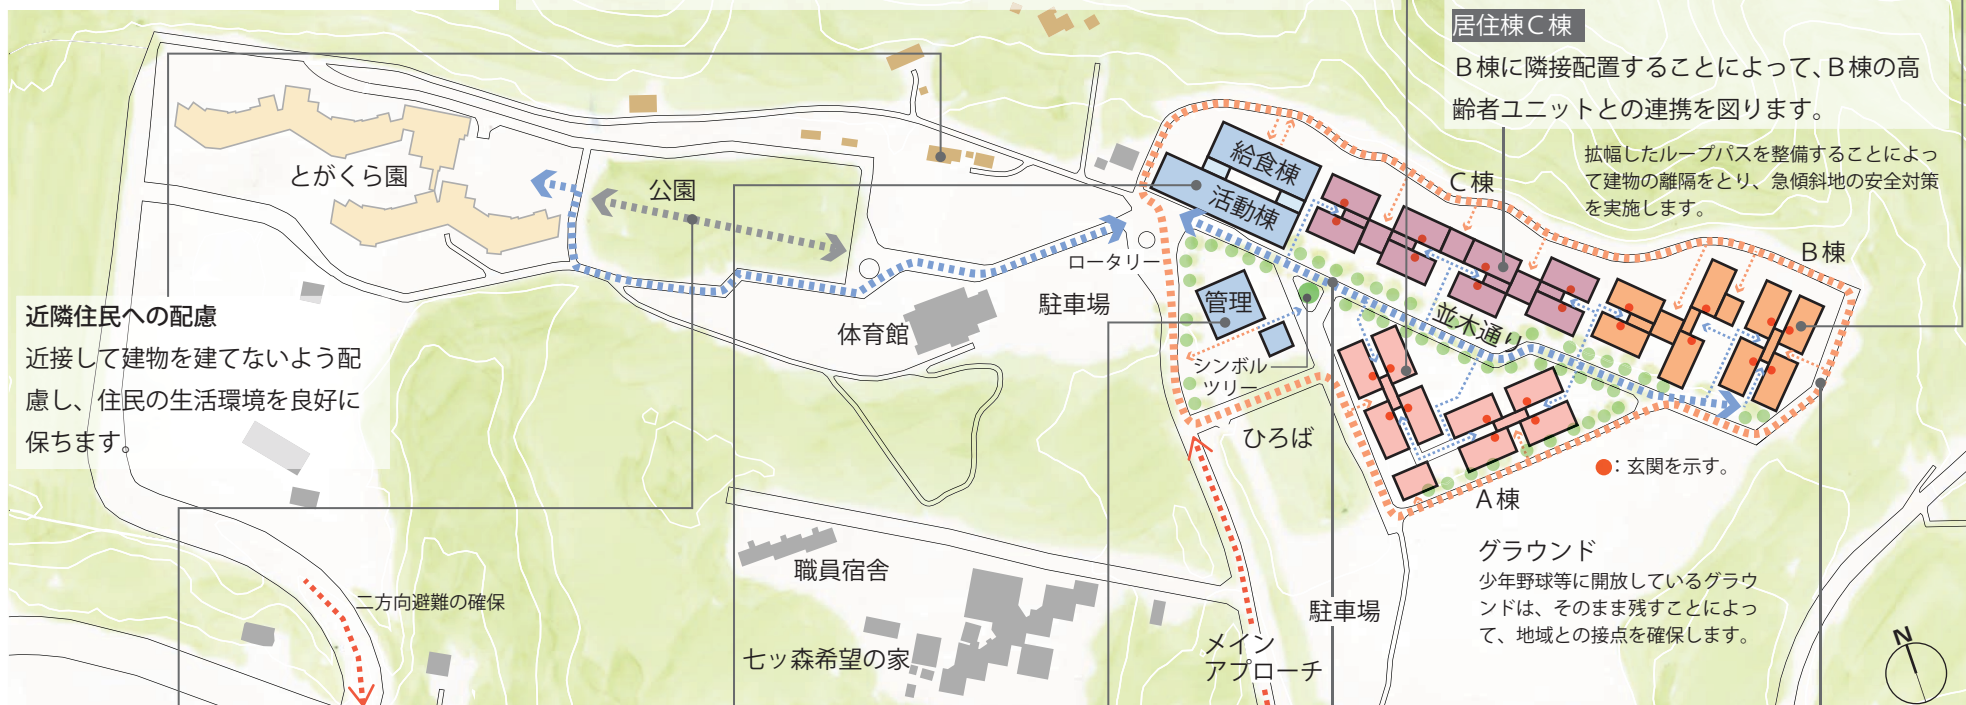 居住棟C棟
B棟に隣接配置することによって、B棟の高
齢者ユニットとの連携を図ります。
拡幅したループパスを整備することによっ
て建物の離隔をとり、急傾斜地の安全対策
を実施します。
C棟
B棟
給食棟
活動棟
とがくら園
公園
ロータリー
駐車場
管理
体育館
並木通り
シンボル
ツリー
近隣住民への配慮
近接して建物を建てないよう配
慮し、住民の生活環境を良好に
保ちます。
ひろば
●：玄関を示す。
A棟
グラウンド
少年野球等に開放しているグラウ
ンドは、そのまま残すことによっ
て、地域との接点を確保します。
職員宿舎
二方向避難の確保
駐車場
七ッ森希望の家
メイン
アプローチ
N